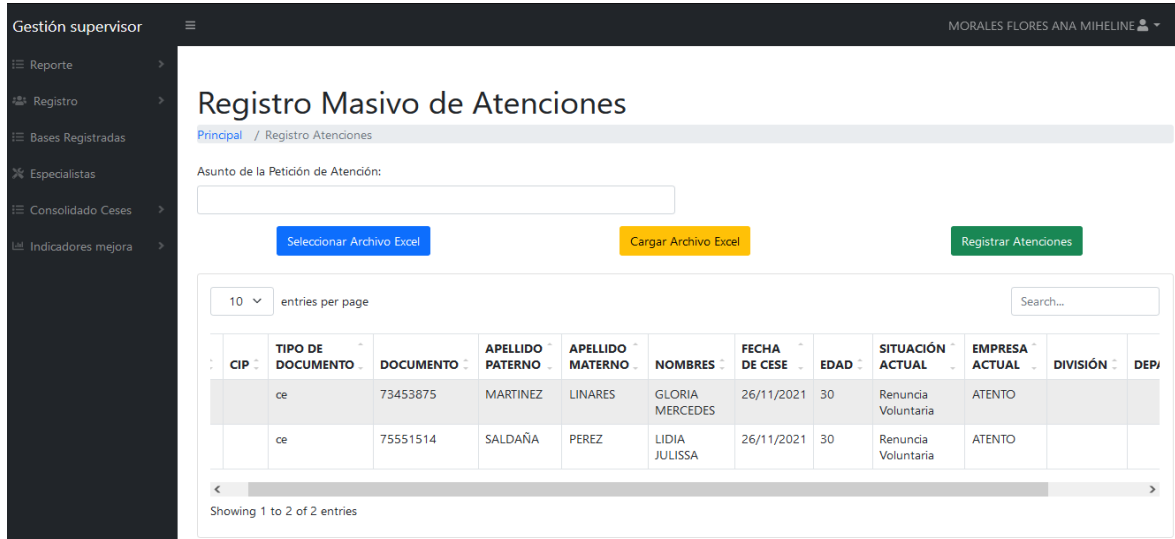 Gestión supervisor
MORALES FLORES ANA MIHELINE
Reporte
Registro
Bases Registradas
Especialistas
Consolidado Ceses
Indicadores mejora
Registro Masivo de Atenciones
Principal / Registro Atenciones
Asunto de la Petición de Atención:
Seleccionar Archivo Excel Cargar Archivo Excel Registrar Atenciones
10 entries per page Search...
CIP TIPO DE DOCUMENTO DOCUMENTO APELLIDO PATERNO APELLIDO MATERNO NOMBRES FECHA DE CESE EDAD SITUACIÓN ACTUAL EMPRESA ACTUAL DIVISIÓN DEPA
ce 73453875 MARTINEZ LINARES GLORIA MERCEDES 26/11/2021 30 Renuncia Voluntaria ATENTO
ce 75551514 SALDAÑA PEREZ LIDIA JULISSA 26/11/2021 30 Renuncia Voluntaria ATENTO
Showing 1 to 2 of 2 entries